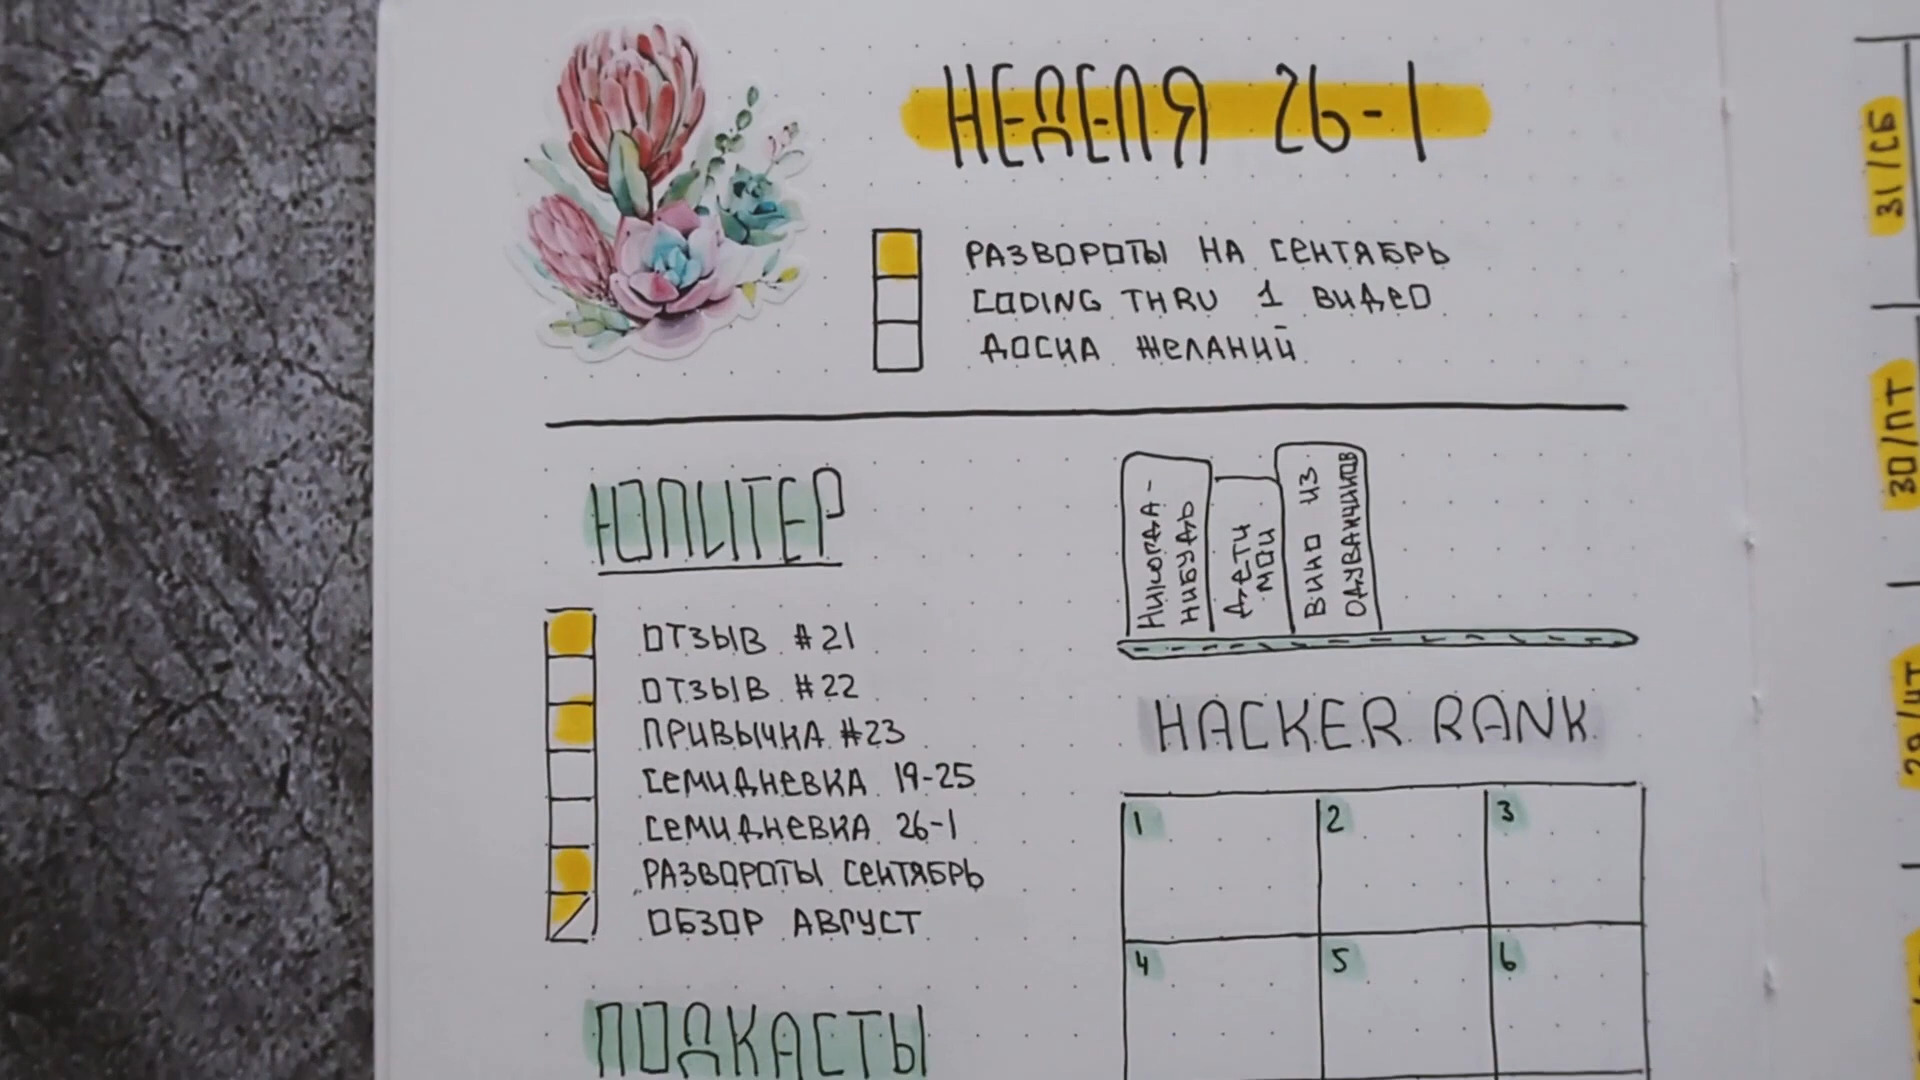 НЕДЕЛЯ 26-1
РАЗВОРОТЫ НА СЕНТЯБРЬ
CODING THRU 1 ВИДЕО
ДОСКА ЖЕЛАНИЙ
ЮПИТЕР
ОТЗЫВ #21
ОТЗЫВ #22
ПРИВЫЧКА #23
СЕМИДНЕВКА 19-25
СЕМИДНЕВКА 26-1
РАЗВОРОТЫ СЕНТЯБРЬ
ОБЗОР АВГУСТ
ПОДКАСТЫ
НИКОГДА-
НИБУДЬ
ДЕТИ
МОИ
ВИНО ИЗ
ОДУВАНЧИКОВ
HACKER RANK
1
2
3
4
5
6
31/СБ
30/ПТ
29/ЧТ